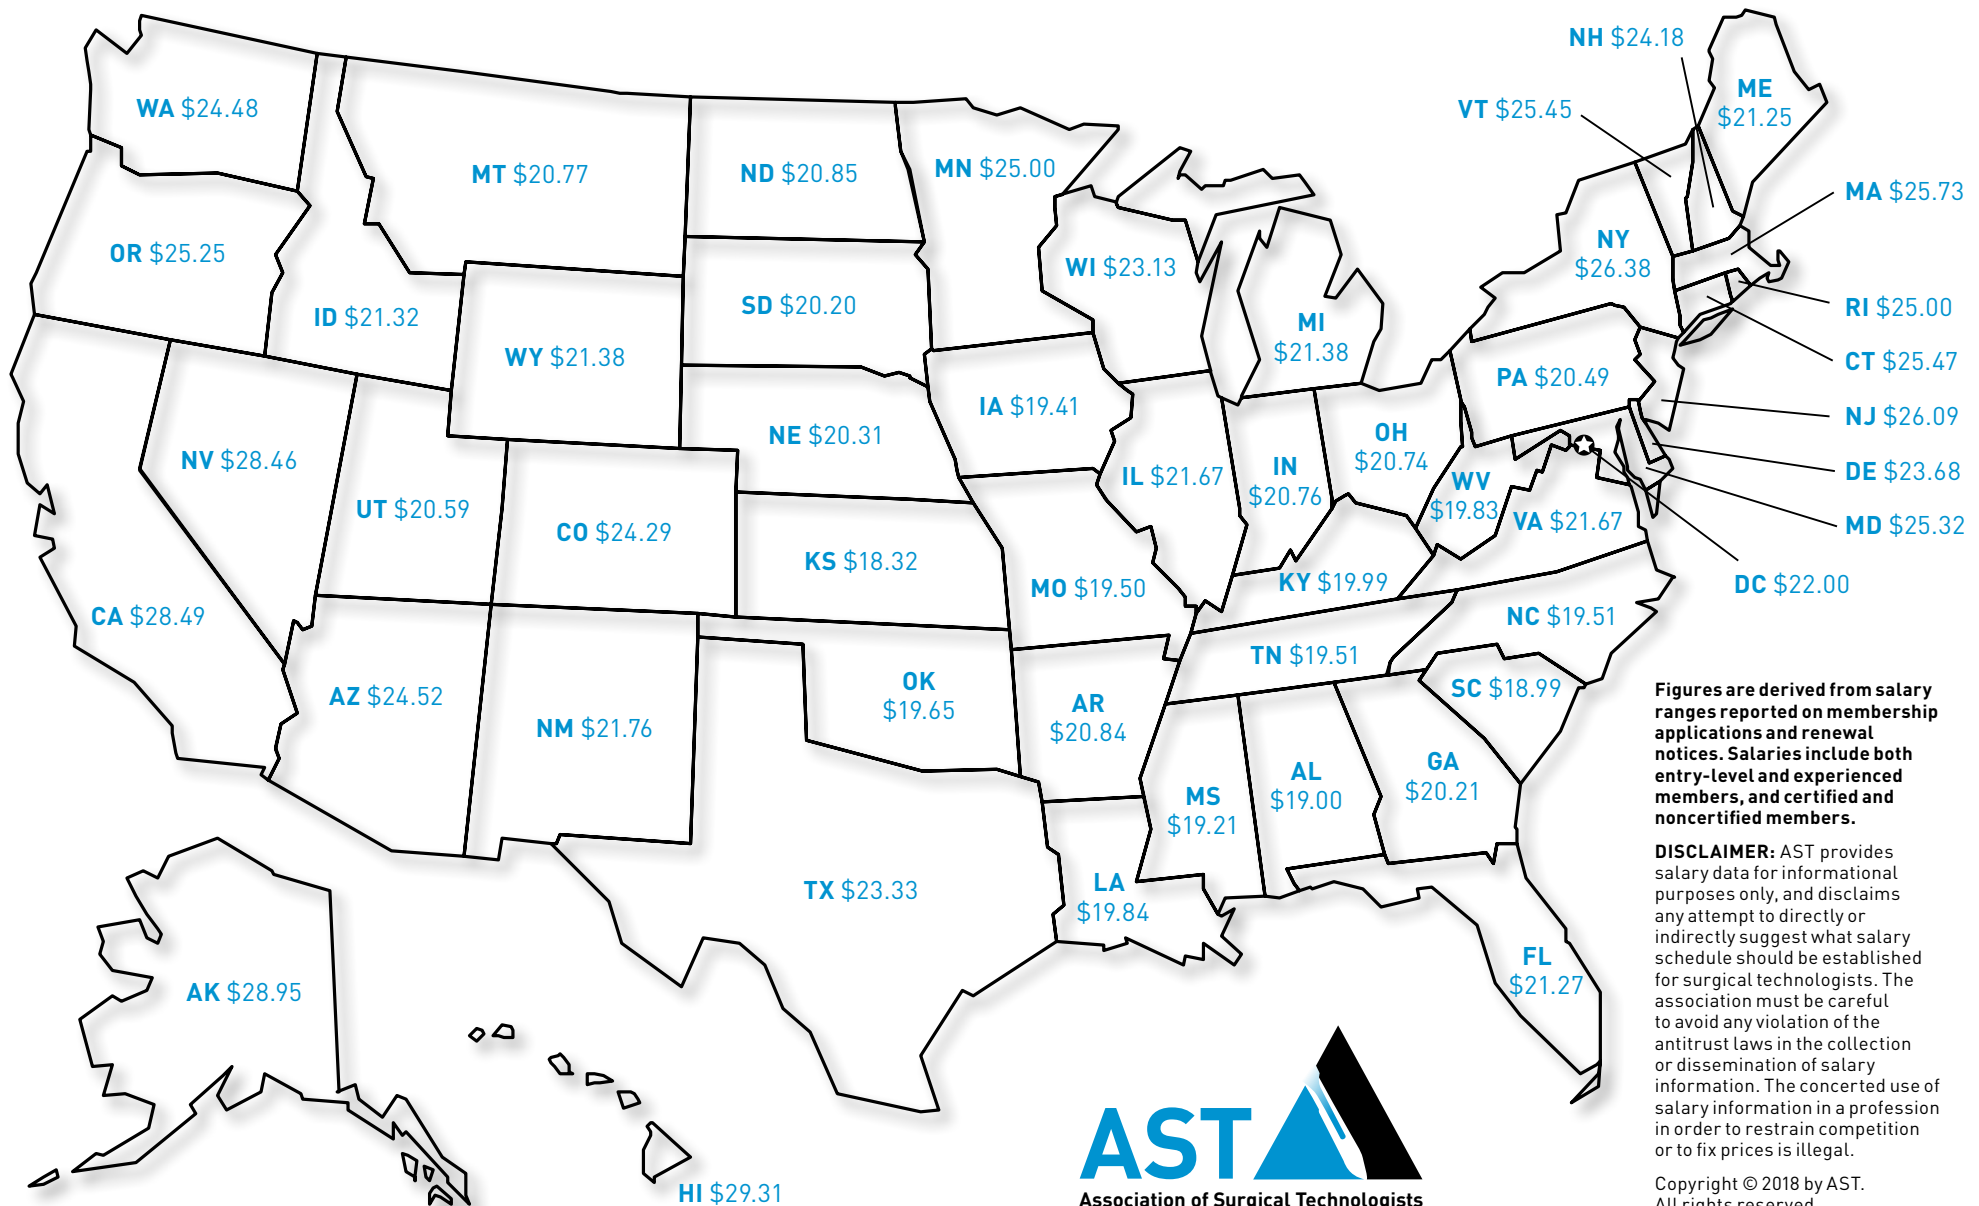 NH $24.18
ME
$21.25
WA $24.48
VT $25.45
MT $20.77
ND $20.85
MN $25.00
MA $25.73
OR $25.25
NY
$26.38
WI $23.13
SD $20.20
RI $25.00
ID $21.32
MI
$21.38
WY $21.38
CT $25.47
PA $20.49
IA $19.41
NJ $26.09
NE $20.31
OH
$20.74
NV $28.46
IN
$20.76
IL $21.67
DE $23.68
WV
$19.83
UT $20.59
VA $21.67
MD $25.32
CO $24.29
KS $18.32
KY $19.99
DC $22.00
MO $19.50
CA $28.49
NC $19.51
TN $19.51
OK
$19.65
SC $18.99
AZ $24.52
AR
$20.84
NM $21.76
GA
$20.21
AL
$19.00
MS
$19.21
TX $23.33
LA
$19.84
FL
$21.27
AK $28.95
HI $29.31
Figures are derived from salary
ranges reported on membership
applications and renewal
notices. Salaries include both
entry-level and experienced
members, and certified and
noncertified members.
DISCLAIMER: AST provides
salary data for informational
purposes only, and disclaims
any attempt to directly or
indirectly suggest what salary
schedule should be established
for surgical technologists. The
association must be careful
to avoid any violation of the
antitrust laws in the collection
or dissemination of salary
information. The concerted use of
salary information in a profession
in order to restrain competition
or to fix prices is illegal.
Copyright © 2018 by AST.
All rights reserved
AST
Association of Surgical Technologists